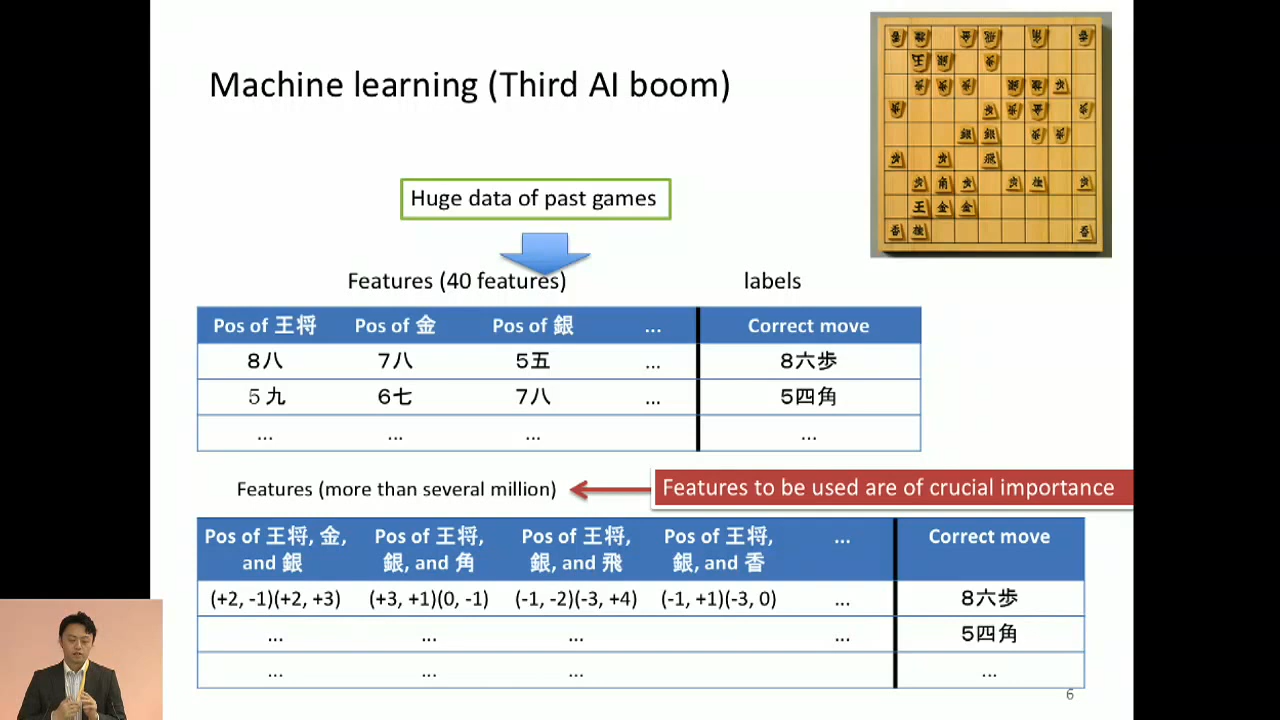 Machine learning (Third AI boom)
Huge data of past games
Features (40 features) labels
Pos of 王将 Pos of 金 Pos of 銀 ... Correct move
8八 7八 5五 ... 8六歩
5九 6七 7八 ... 5四角
... ... ... ...
Features (more than several million) Features to be used are of crucial importance
Pos of 王将, 金, Pos of 王将, Pos of 王将, Pos of 王将, ... Correct move
and 銀 銀, and 角 銀, and 飛 銀, and 香
(+2, -1)(+2, +3) (+3, +1)(0, -1) (-1, -2)(-3, +4) (-1, +1)(-3, 0) ... 8六歩
... ... ... ... 5四角
... ... ... ...
6